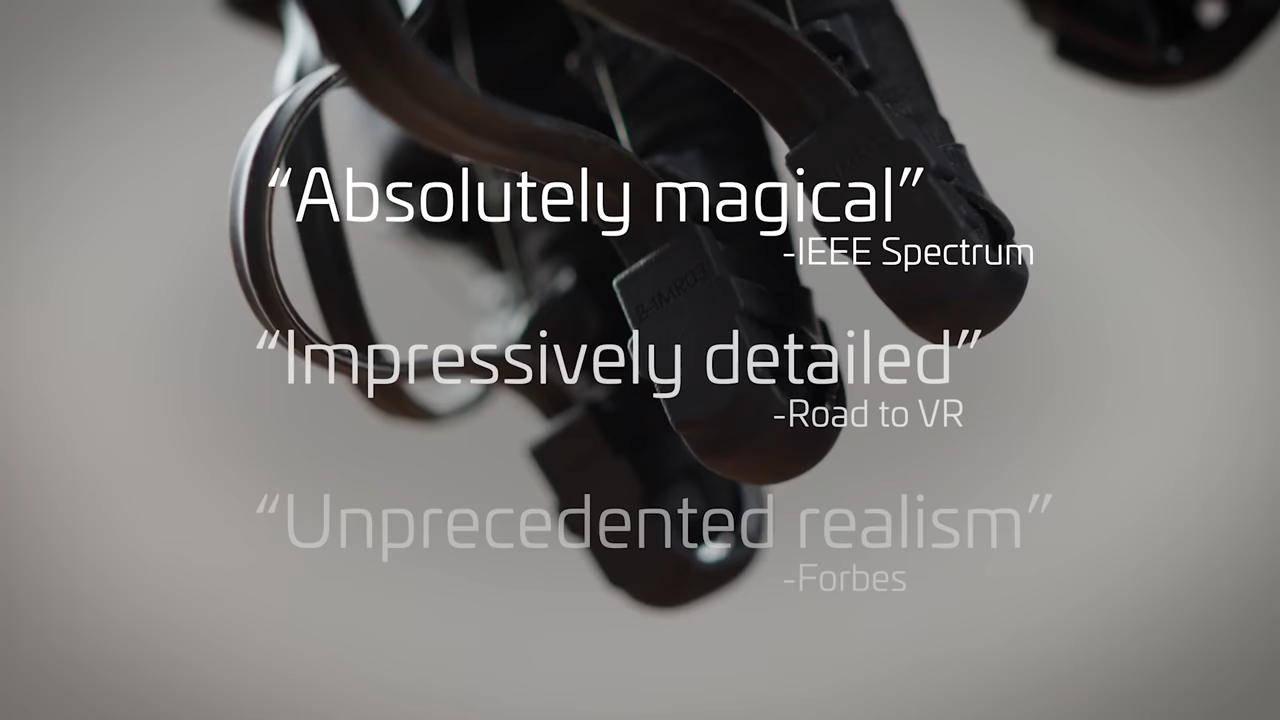 “Absolutely magical”
-IEEE Spectrum
“Impressively detailed”
-Road to VR
“Unprecedented realism”
-Forbes